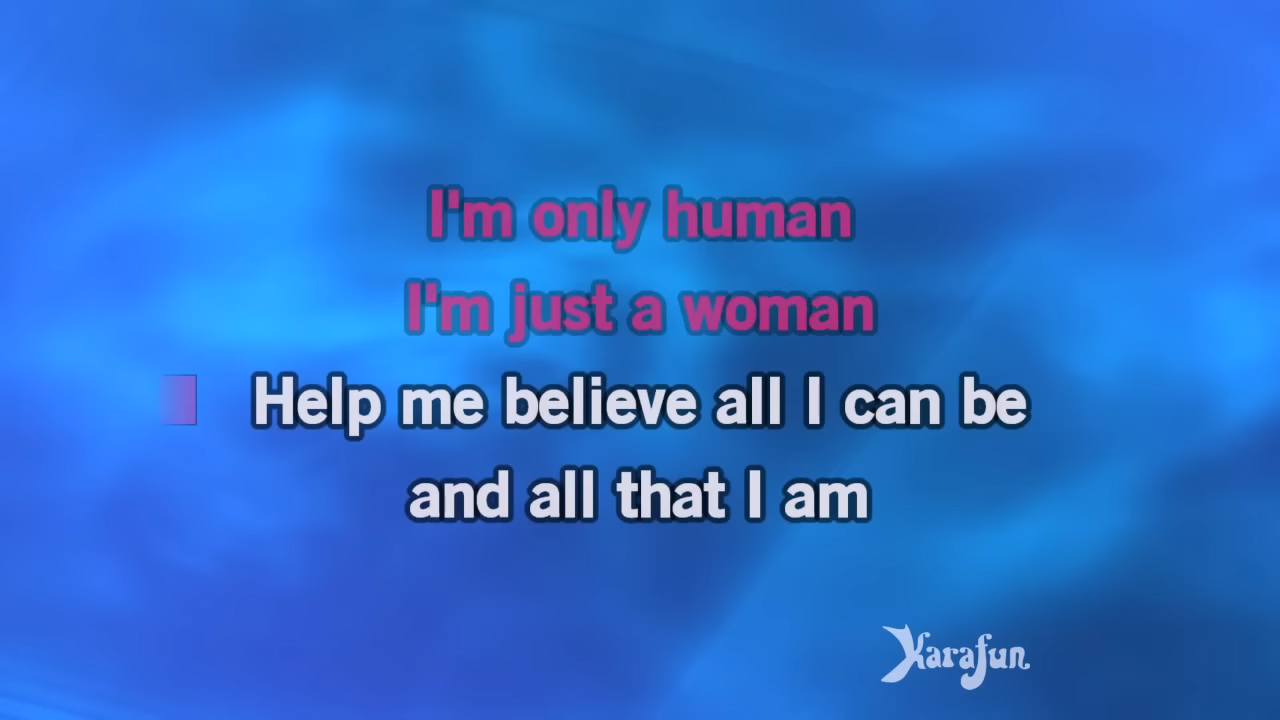 I'm only human
I'm just a woman
Help me believe all I can be
and all that I am
Karafun